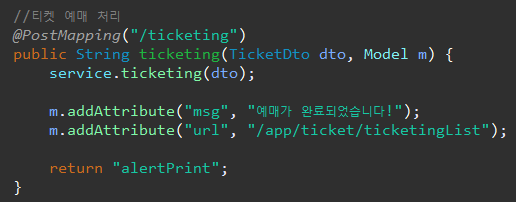 //티켓 예매 처리
@PostMapping("/ticketing")
public String ticketing(TicketDto dto, Model m) {
    service.ticketing(dto);

    m.addAttribute("msg", "예매가 완료되었습니다!");
    m.addAttribute("url", "/app/ticket/ticketingList");

    return "alertPrint";
}